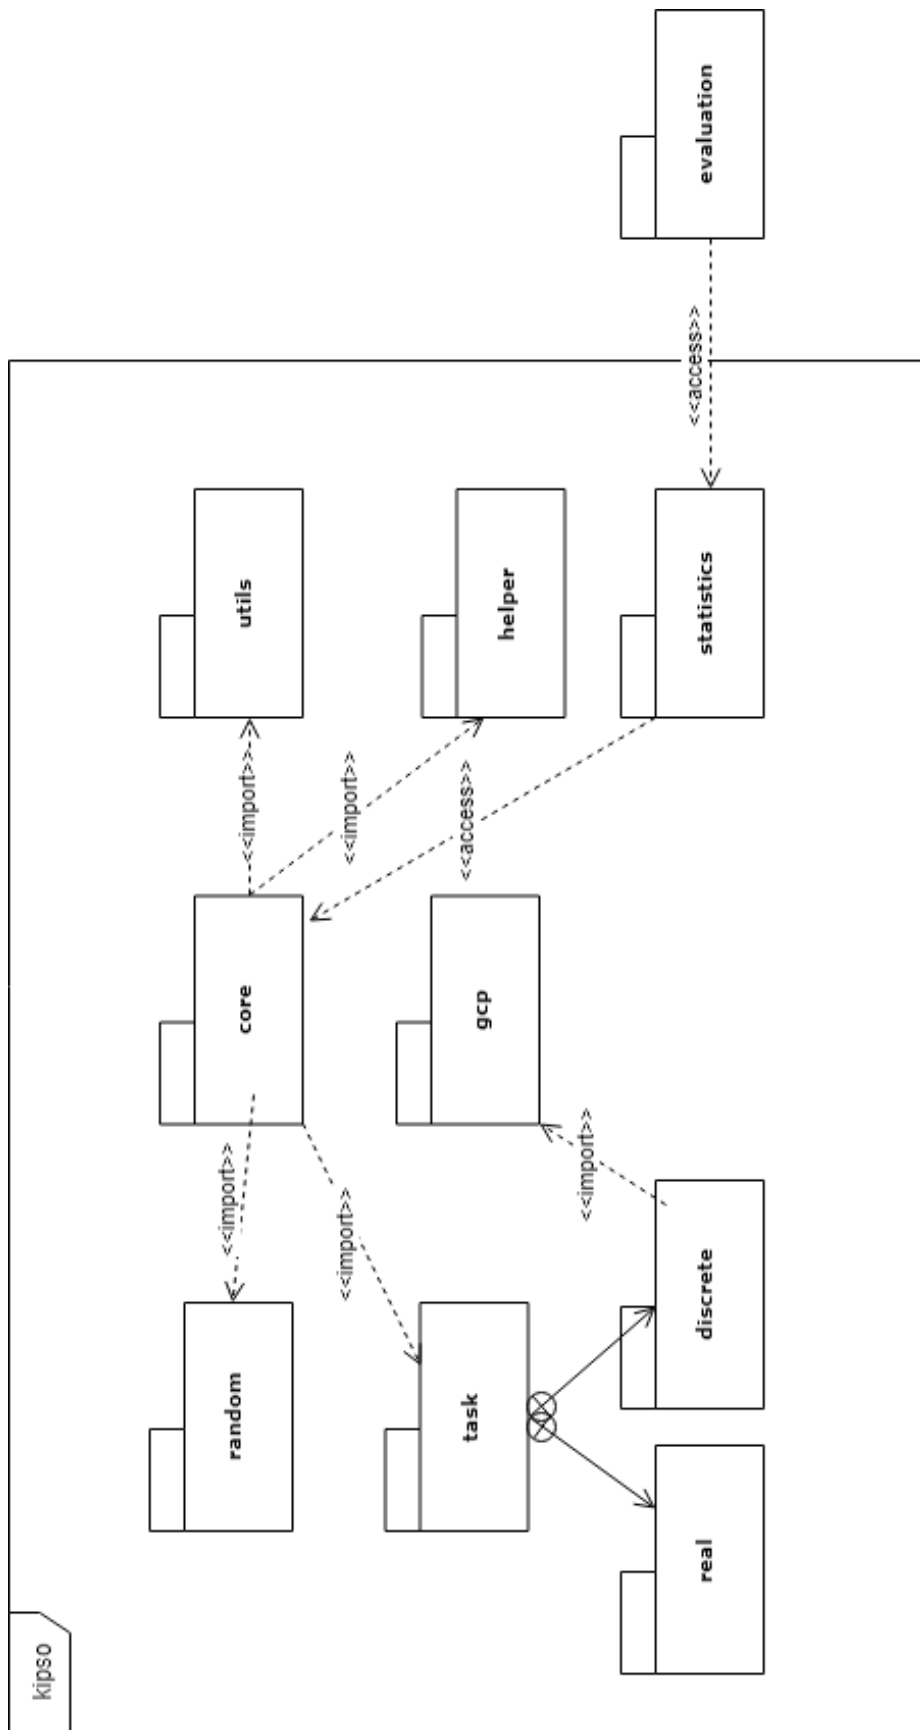 kipso
random
<<import>>
core
<<import>>
utils
<<import>>
task
<<import>>
gcp
<<access>>
helper
<<import>>
real
discrete
statistics
<<access>>
evaluation